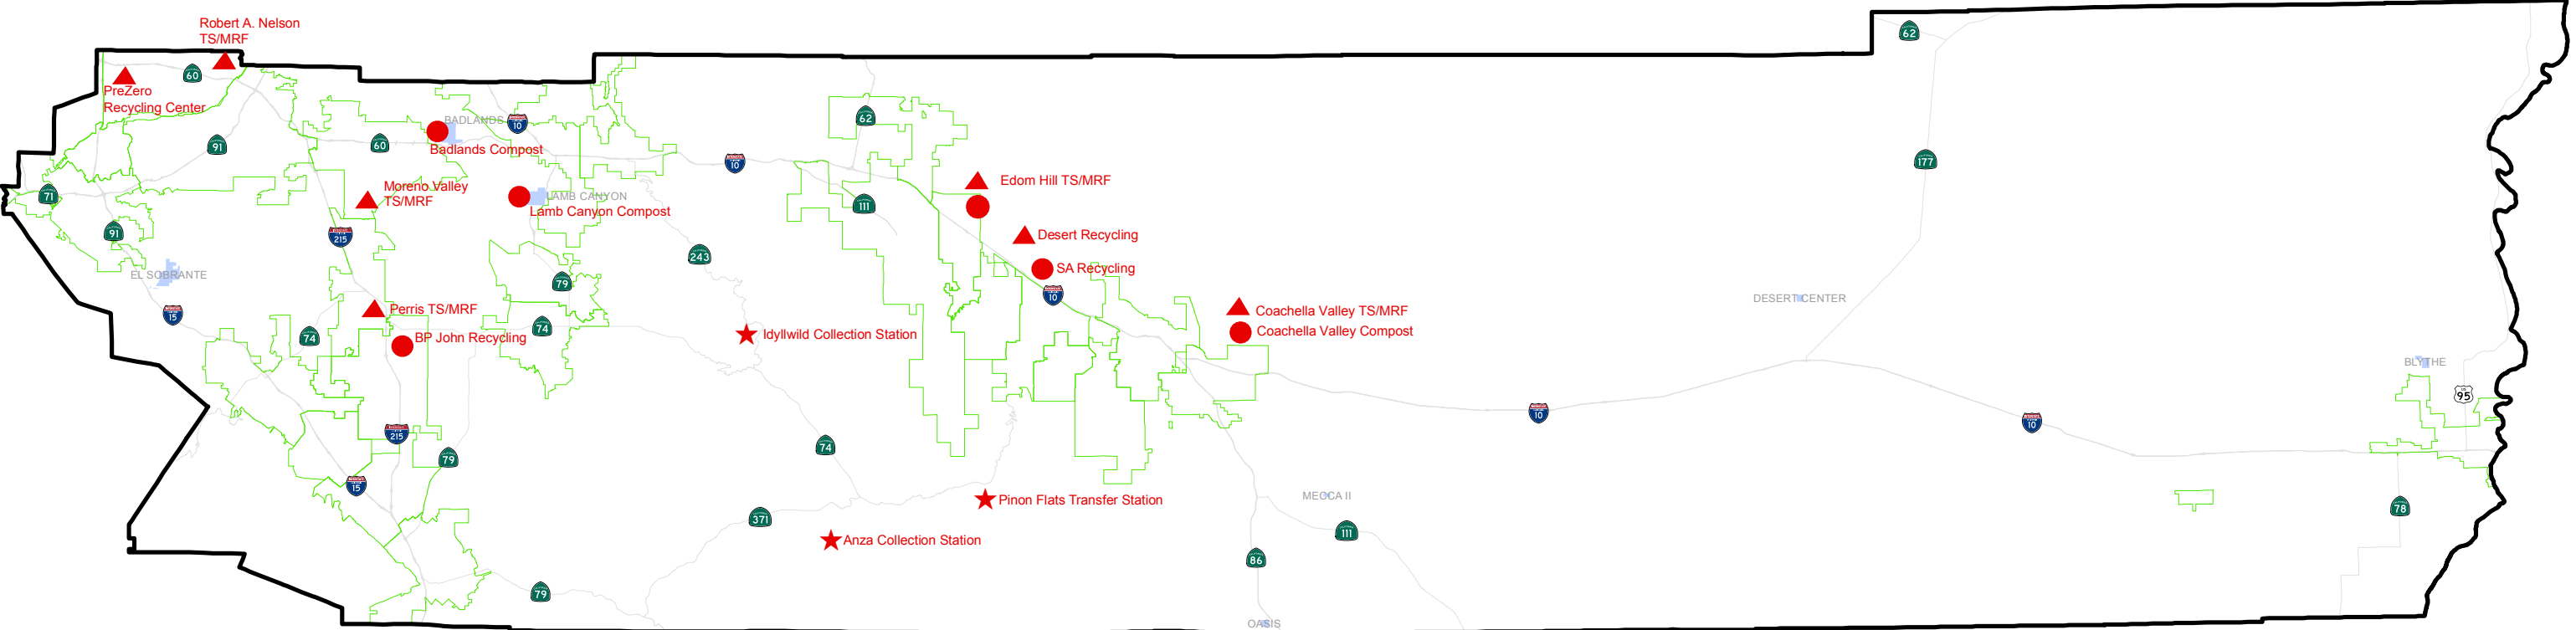 Robert A. Nelson
TS/MRF
62
60
PreZero
Recycling Center
62
BADLANDS
10
91
60
Badlands Compost
10
177
Moreno Valley
TS/MRF
Edom Hill TS/MRF
71
LAMB CANYON
111
Lamb Canyon Compost
91
215
Desert Recycling
243
SA Recycling
EL SOBRANTE
79
10
DESERT CENTER
Perris TS/MRF
Coachella Valley TS/MRF
15
74
74
BP John Recycling
Idyllwild Collection Station
Coachella Valley Compost
BLYTHE
US
95
10
10
215
74
79
15
MECCA II
Pinon Flats Transfer Station
78
371
111
Anza Collection Station
86
79
OASIS